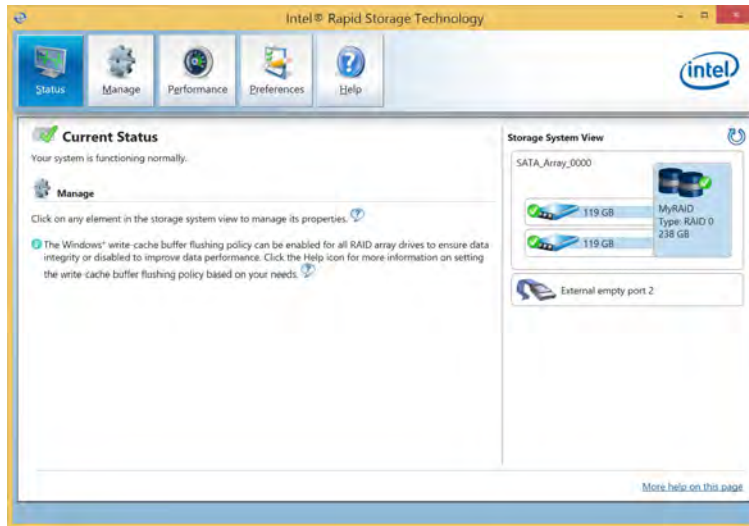 Intel® Rapid Storage Technology
Status
Manage
Performance
Preferences
Help
intel
Current Status
Your system is functioning normally.
Manage
Click on any element in the storage system view to manage its properties.
The Windows* write-cache buffer flushing policy can be enabled for all RAID array drives to ensure data
integrity or disabled to improve data performance. Click the Help icon for more information on setting
the write-cache buffer flushing policy based on your needs.
Storage System View
SATA_Array_0000
119 GB
119 GB
MyRAID
Type: RAID 0
238 GB
External empty port 2
More help on this page